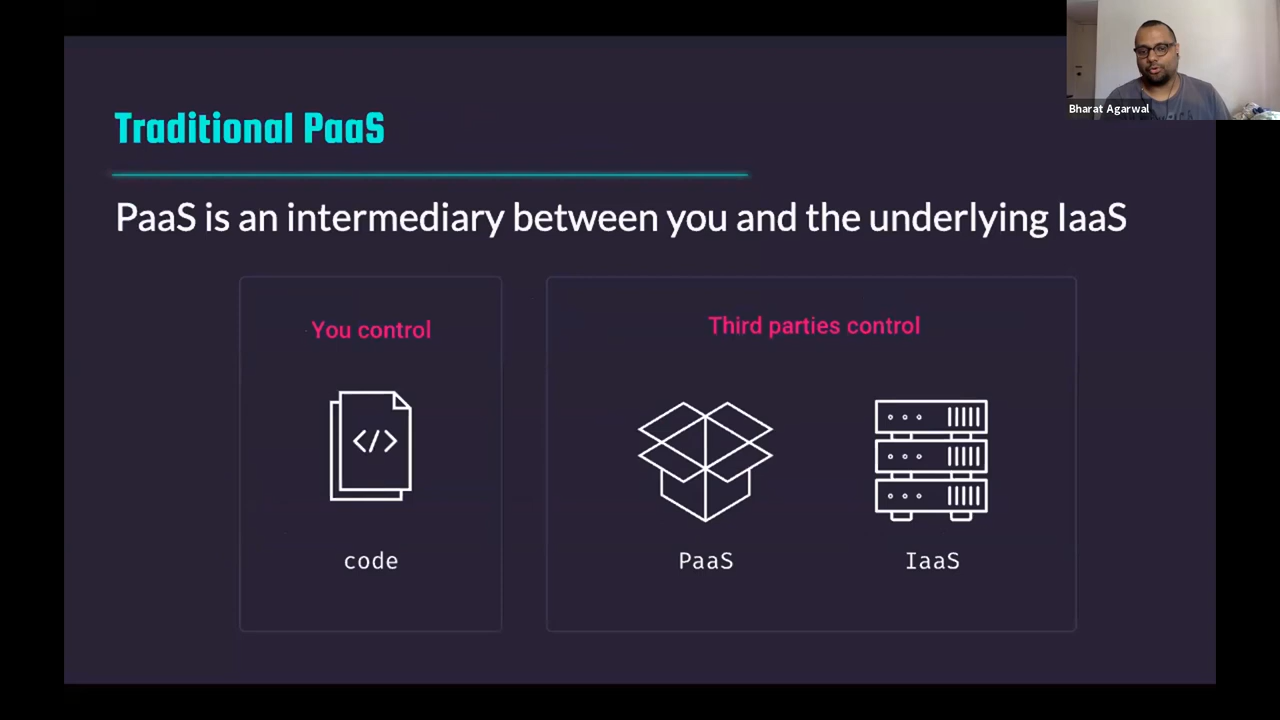 Bharat Agarwal
Traditional PaaS
PaaS is an intermediary between you and the underlying IaaS
You control
Third parties control
</>
code
PaaS
IaaS